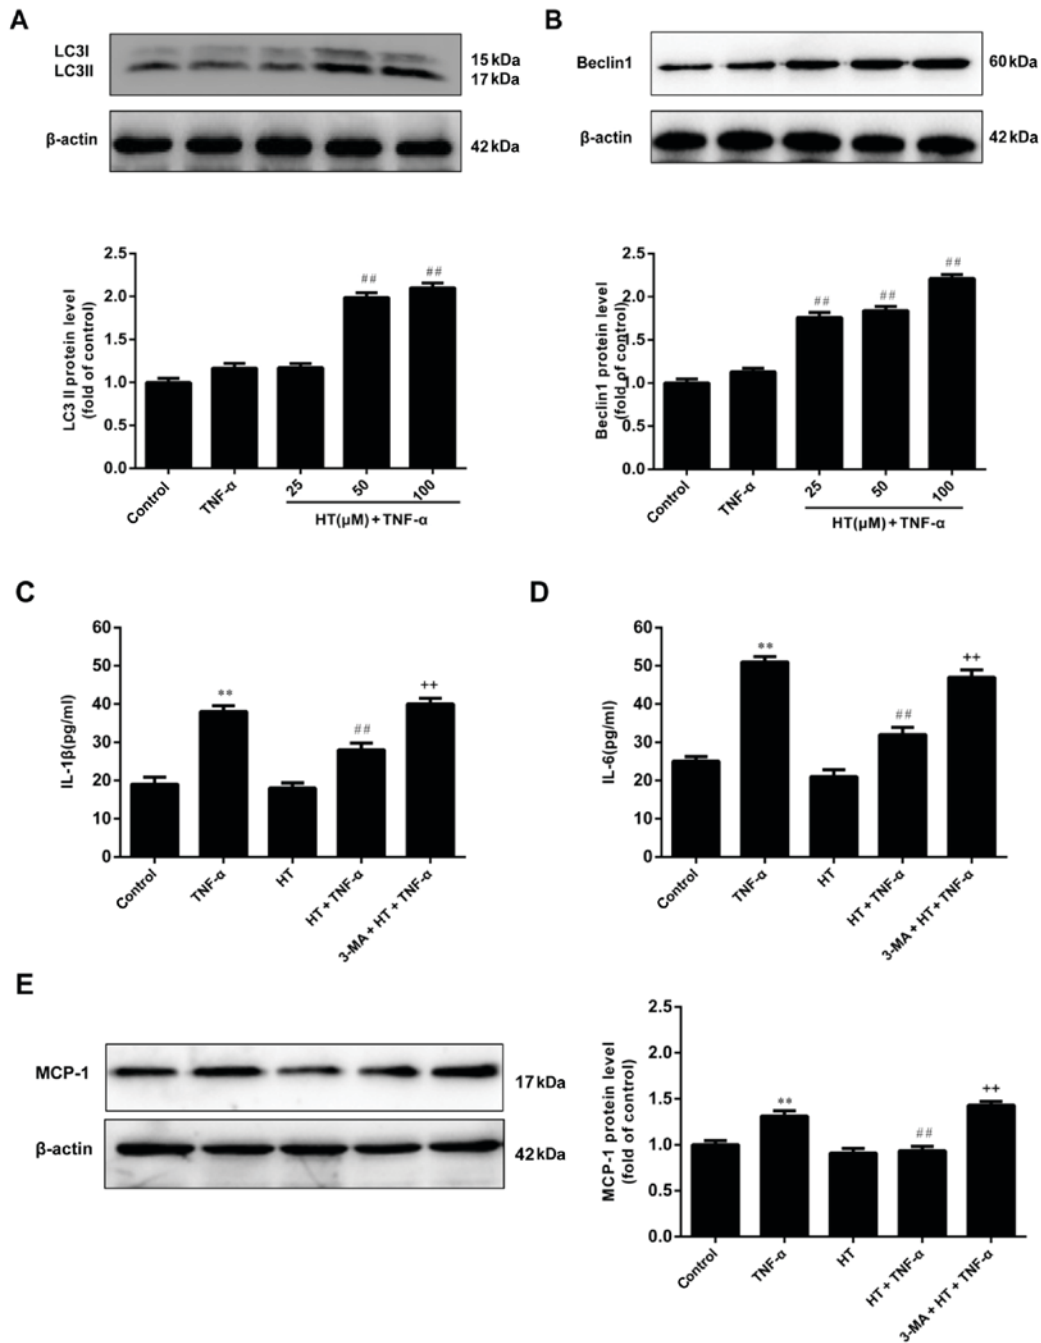 A
LC3I
LC3II
15 kDa
17 kDa
β-actin
42 kDa
B
Beclin1
60 kDa
β-actin
42 kDa
LC3 II protein level
(fold of control)
2.5
2.0
1.5
1.0
0.5
0.0
##
##
Control
TNF-α
25
50
100
HT(μM) + TNF-α
Beclin1 protein level
(fold of control)
2.5
2.0
1.5
1.0
0.5
0.0
##
##
##
Control
TNF-α
25
50
100
HT(μM) + TNF-α
C
IL-1β(pg/ml)
60
50
40
30
20
10
0
**
##
++
Control
TNF-α
HT
HT + TNF-α
3-MA + HT + TNF-α
D
IL-6(pg/ml)
60
50
40
30
20
10
0
**
##
++
Control
TNF-α
HT
HT + TNF-α
3-MA + HT + TNF-α
E
MCP-1
17 kDa
β-actin
42 kDa
MCP-1 protein level
(fold of control)
2.5
2.0
1.5
1.0
0.5
0.0
**
##
++
Control
TNF-α
HT
HT + TNF-α
3-MA + HT + TNF-α